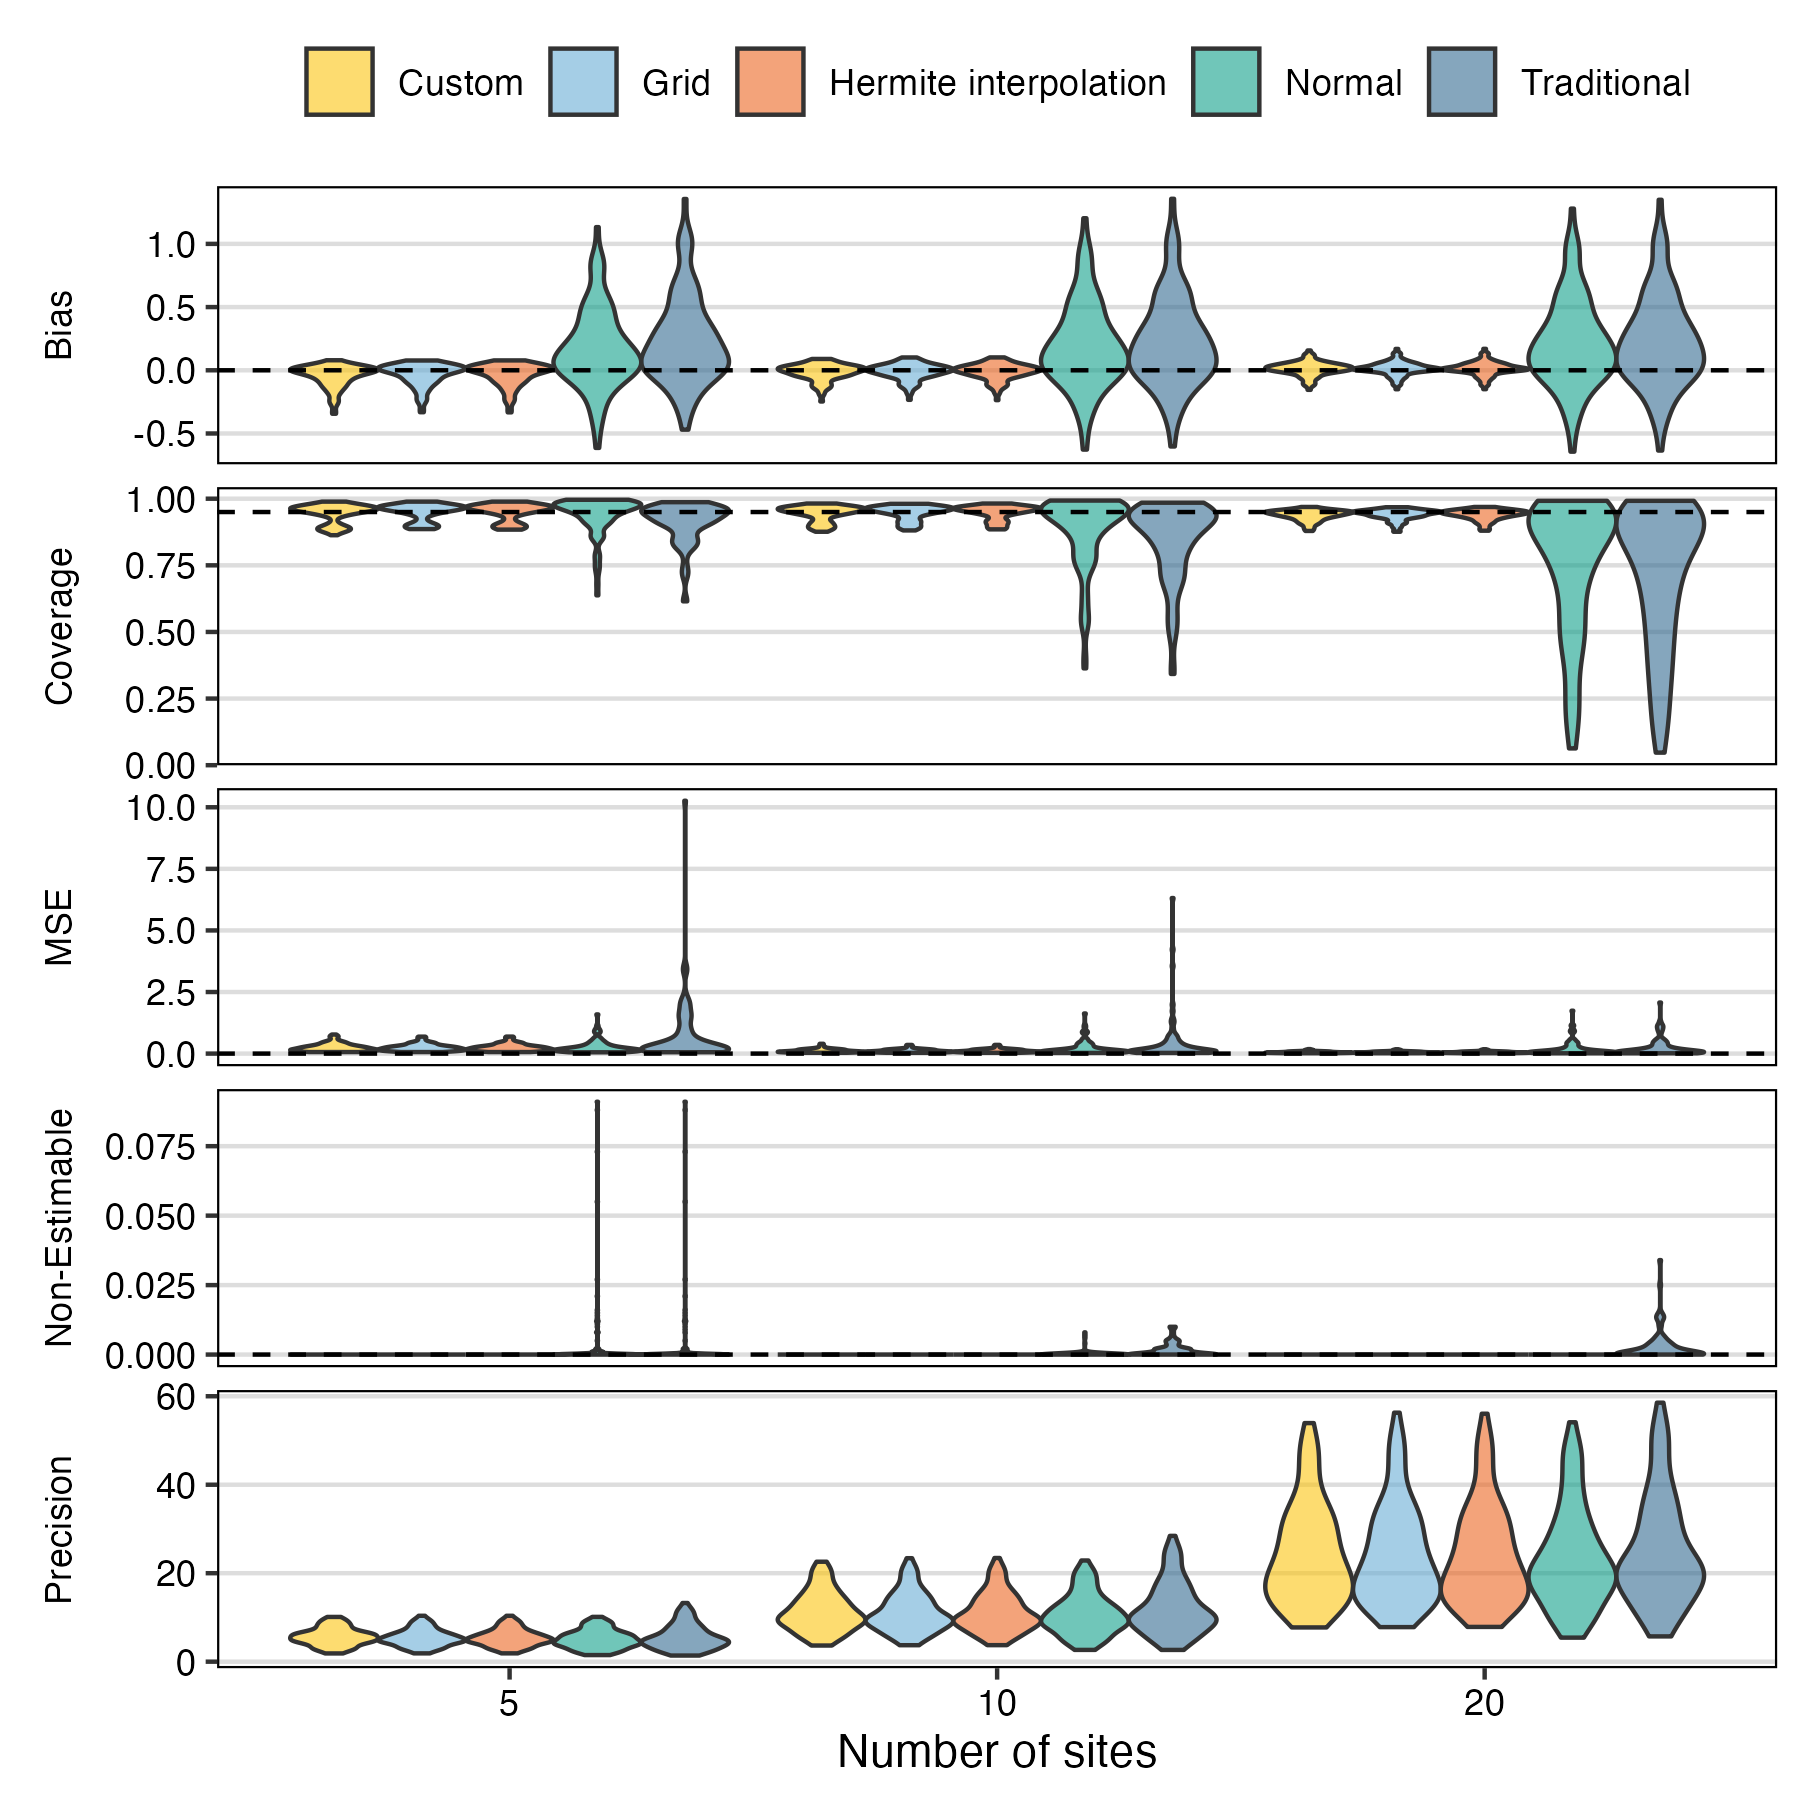 Custom Grid Hermite interpolation Normal Traditional
Bias
1.0
0.5
0.0
-0.5
Coverage
1.00
0.75
0.50
0.25
0.00
MSE
10.0
7.5
5.0
2.5
0.0
Non-Estimable
0.075
0.050
0.025
0.000
Precision
60
40
20
0
5 10 20
Number of sites